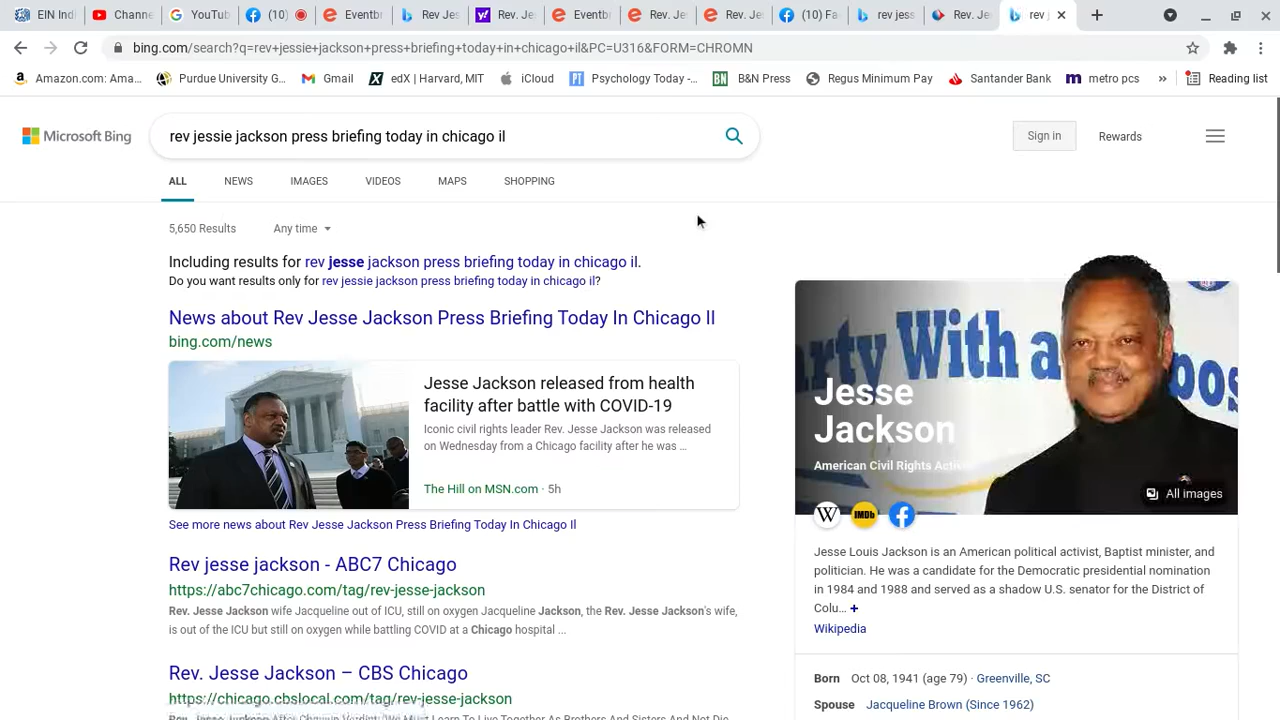 EIN Indi
Channe
YouTub
(10)
Eventbr
Rev Jes
Rev. Je
Eventb
Rev. Je
Rev. Je
(10) Fa
rev jess
Rev. Je
rev j
bing.com/search?q=rev+jessie+jackson+press+briefing+today+in+chicago+il&PC=U316&FORM=CHROMN
Amazon.com: Ama...
Purdue University G...
Gmail
edX | Harvard, MIT
iCloud
Psychology Today -...
BN
B&N Press
Regus Minimum Pay
Santander Bank
m
metro pcs
»
Reading list
Microsoft Bing
rev jessie jackson press briefing today in chicago il
Sign in
Rewards
ALL
NEWS
IMAGES
VIDEOS
MAPS
SHOPPING
5,650 Results
Any time
Including results for rev jesse jackson press briefing today in chicago il.
Do you want results only for rev jessie jackson press briefing today in chicago il?
News about Rev Jesse Jackson Press Briefing Today In Chicago Il
bing.com/news
Jesse Jackson released from health
facility after battle with COVID-19
Iconic civil rights leader Rev. Jesse Jackson was released
on Wednesday from a Chicago facility after he was ...
The Hill on MSN.com · 5h
See more news about Rev Jesse Jackson Press Briefing Today In Chicago Il
Rev jesse jackson - ABC7 Chicago
https://abc7chicago.com/tag/rev-jesse-jackson
Rev. Jesse Jackson wife Jacqueline out of ICU, still on oxygen Jacqueline Jackson, the Rev. Jesse Jackson's wife,
is out of the ICU but still on oxygen while battling COVID at a Chicago hospital ...
Rev. Jesse Jackson – CBS Chicago
https://chicago.cbslocal.com/tag/rev-jesse-jackson
arty With a
pos
Jesse
Jackson
American Civil Rights Activ
All images
W
IMDb
Jesse Louis Jackson is an American political activist, Baptist minister, and
politician. He was a candidate for the Democratic presidential nomination
in 1984 and 1988 and served as a shadow U.S. senator for the District of
Colu... +
Wikipedia
Born Oct 08, 1941 (age 79) · Greenville, SC
Spouse Jacqueline Brown (Since 1962)